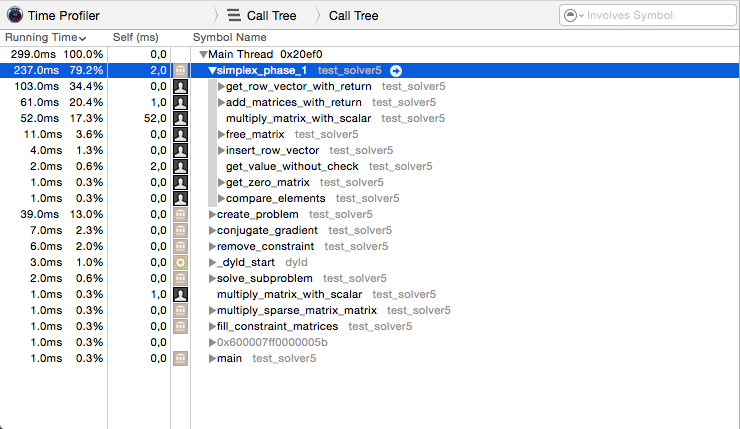 Time Profiler Call Tree Call Tree Involves Symbol
Running Time Self (ms) Symbol Name
299.0ms 100.0% 0,0 Main Thread 0x20ef0
237.0ms 79.2% 2,0 simplex_phase_1 test_solver5
103.0ms 34.4% 0,0 get_row_vector_with_return test_solver5
61.0ms 20.4% 1,0 add_matrices_with_return test_solver5
52.0ms 17.3% 52,0 multiply_matrix_with_scalar test_solver5
11.0ms 3.6% 0,0 free_matrix test_solver5
4.0ms 1.3% 0,0 insert_row_vector test_solver5
2.0ms 0.6% 2,0 get_value_without_check test_solver5
1.0ms 0.3% 0,0 get_zero_matrix test_solver5
1.0ms 0.3% 0,0 compare_elements test_solver5
39.0ms 13.0% 0,0 create_problem test_solver5
7.0ms 2.3% 0,0 conjugate_gradient test_solver5
6.0ms 2.0% 0,0 remove_constraint test_solver5
3.0ms 1.0% 0,0 _dyld_start dyld
2.0ms 0.6% 0,0 solve_subproblem test_solver5
1.0ms 0.3% 1,0 multiply_matrix_with_scalar test_solver5
1.0ms 0.3% 0,0 multiply_sparse_matrix_matrix test_solver5
1.0ms 0.3% 0,0 fill_constraint_matrices test_solver5
1.0ms 0.3% 0,0 0x600007ff0000005b
1.0ms 0.3% 0,0 main test_solver5